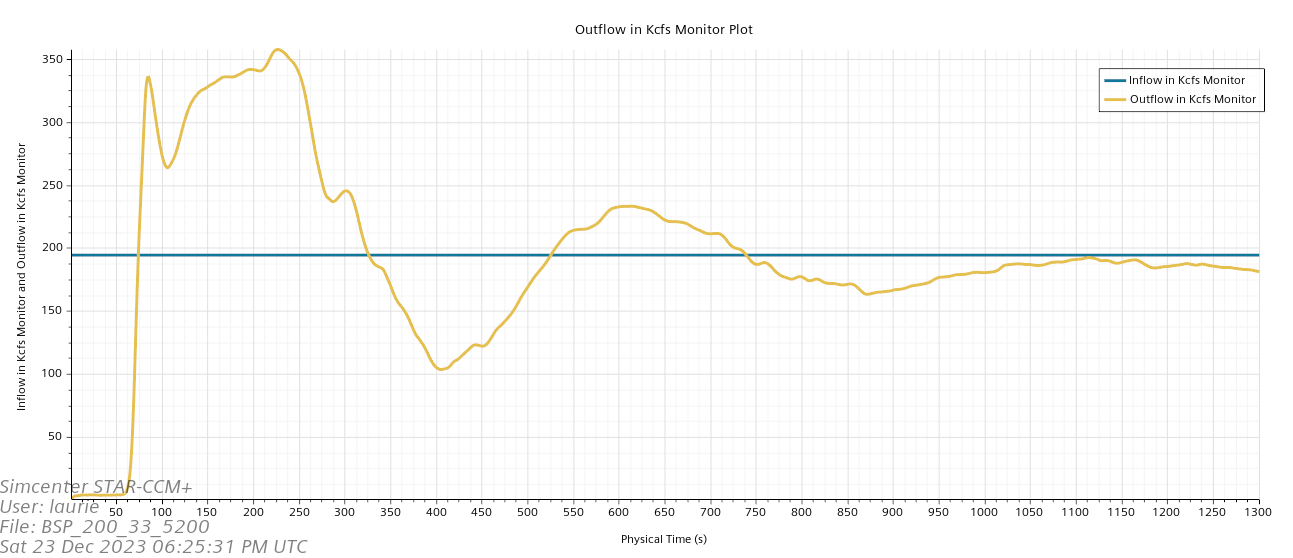 Outflow in Kcfs Monitor Plot
Inflow in Kcfs Monitor
Outflow in Kcfs Monitor
Inflow in Kcfs Monitor and Outflow in Kcfs Monitor
350
300
250
200
150
100
50
50 100 150 200 250 300 350 400 450 500 550 600 650 700 750 800 850 900 950 1000 1050 1100 1150 1200 1250 1300
Physical Time (s)
Simcenter STAR-CCM+
User: laurie
File: BSP_200_33_5200
Sat 23 Dec 2023 06:25:31 PM UTC